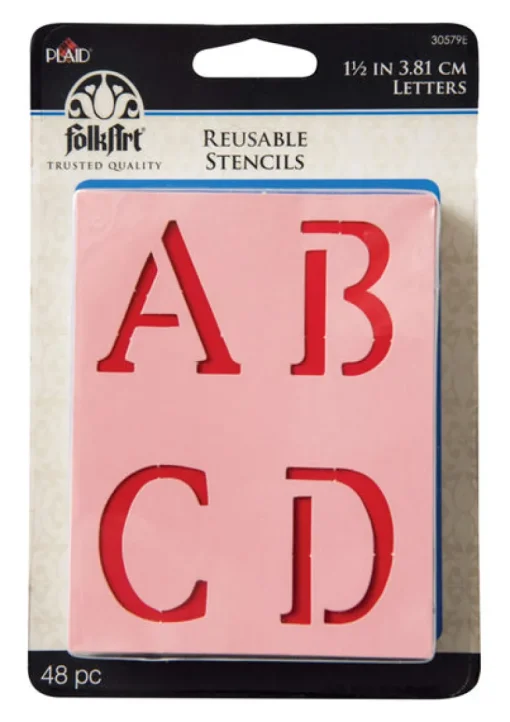 30579E
PLAID
1½ IN 3.81 CM
LETTERS
FolkArt
TRUSTED QUALITY
REUSABLE
STENCILS
A B
C D
48 pc